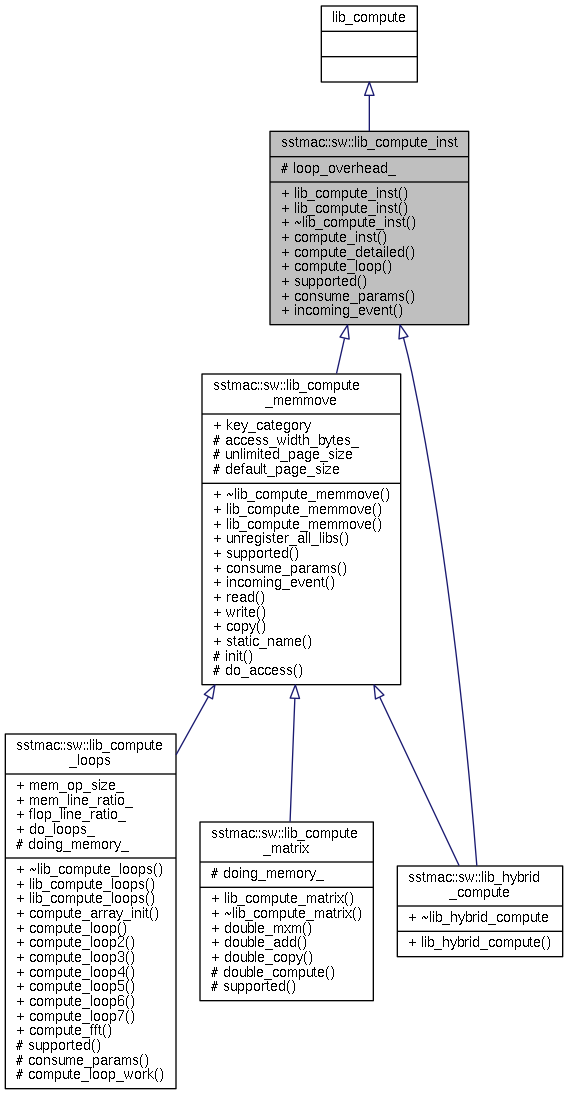 lib_compute
sstmac::sw::lib_compute_inst
# loop_overhead_
+ lib_compute_inst()
+ lib_compute_inst()
+ ~lib_compute_inst()
+ compute_inst()
+ compute_detailed()
+ compute_loop()
+ supported()
+ consume_params()
+ incoming_event()
sstmac::sw::lib_compute
_memmove
+ key_category
# access_width_bytes_
# unlimited_page_size
# default_page_size
+ ~lib_compute_memmove()
+ lib_compute_memmove()
+ lib_compute_memmove()
+ unregister_all_libs()
+ supported()
+ consume_params()
+ incoming_event()
+ read()
+ write()
+ copy()
+ static_name()
# init()
# do_access()
sstmac::sw::lib_compute
_loops
+ mem_op_size_
+ mem_line_ratio_
+ flop_line_ratio_
+ do_loops_
# doing_memory_
+ ~lib_compute_loops()
+ lib_compute_loops()
+ lib_compute_loops()
+ compute_array_init()
+ compute_loop()
+ compute_loop2()
+ compute_loop3()
+ compute_loop4()
+ compute_loop5()
+ compute_loop6()
+ compute_loop7()
+ compute_fft()
# supported()
# consume_params()
# compute_loop_work()
sstmac::sw::lib_compute
_matrix
# doing_memory_
+ lib_compute_matrix()
+ ~lib_compute_matrix()
+ double_mxm()
+ double_add()
+ double_copy()
# double_compute()
# supported()
sstmac::sw::lib_hybrid
_compute
+ ~lib_hybrid_compute
+ lib_hybrid_compute()